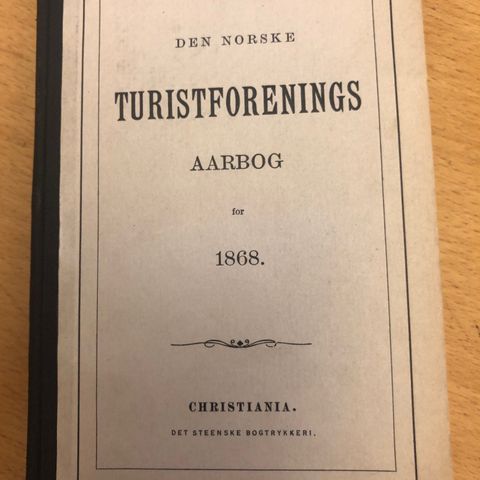 DEN NORSKE
TURISTFORENINGS
AARBOG
for
1868.
CHRISTIANIA.
DET STEENSKE BOGTRYKKERI.